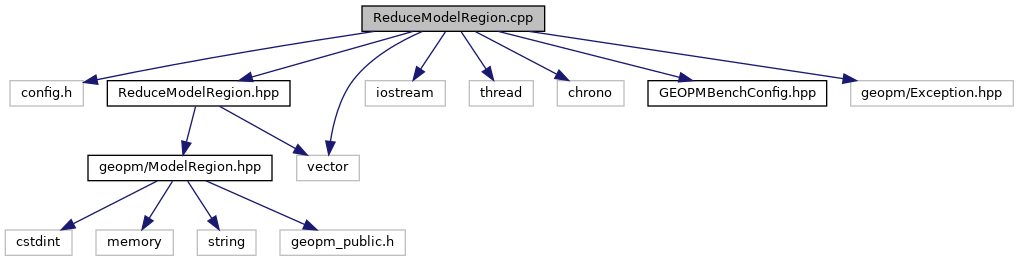 ReduceModelRegion.cpp
config.h
ReduceModelRegion.hpp
iostream
thread
chrono
GEOPMBenchConfig.hpp
geopm/Exception.hpp
geopm/ModelRegion.hpp
vector
cstdint
memory
string
geopm_public.h